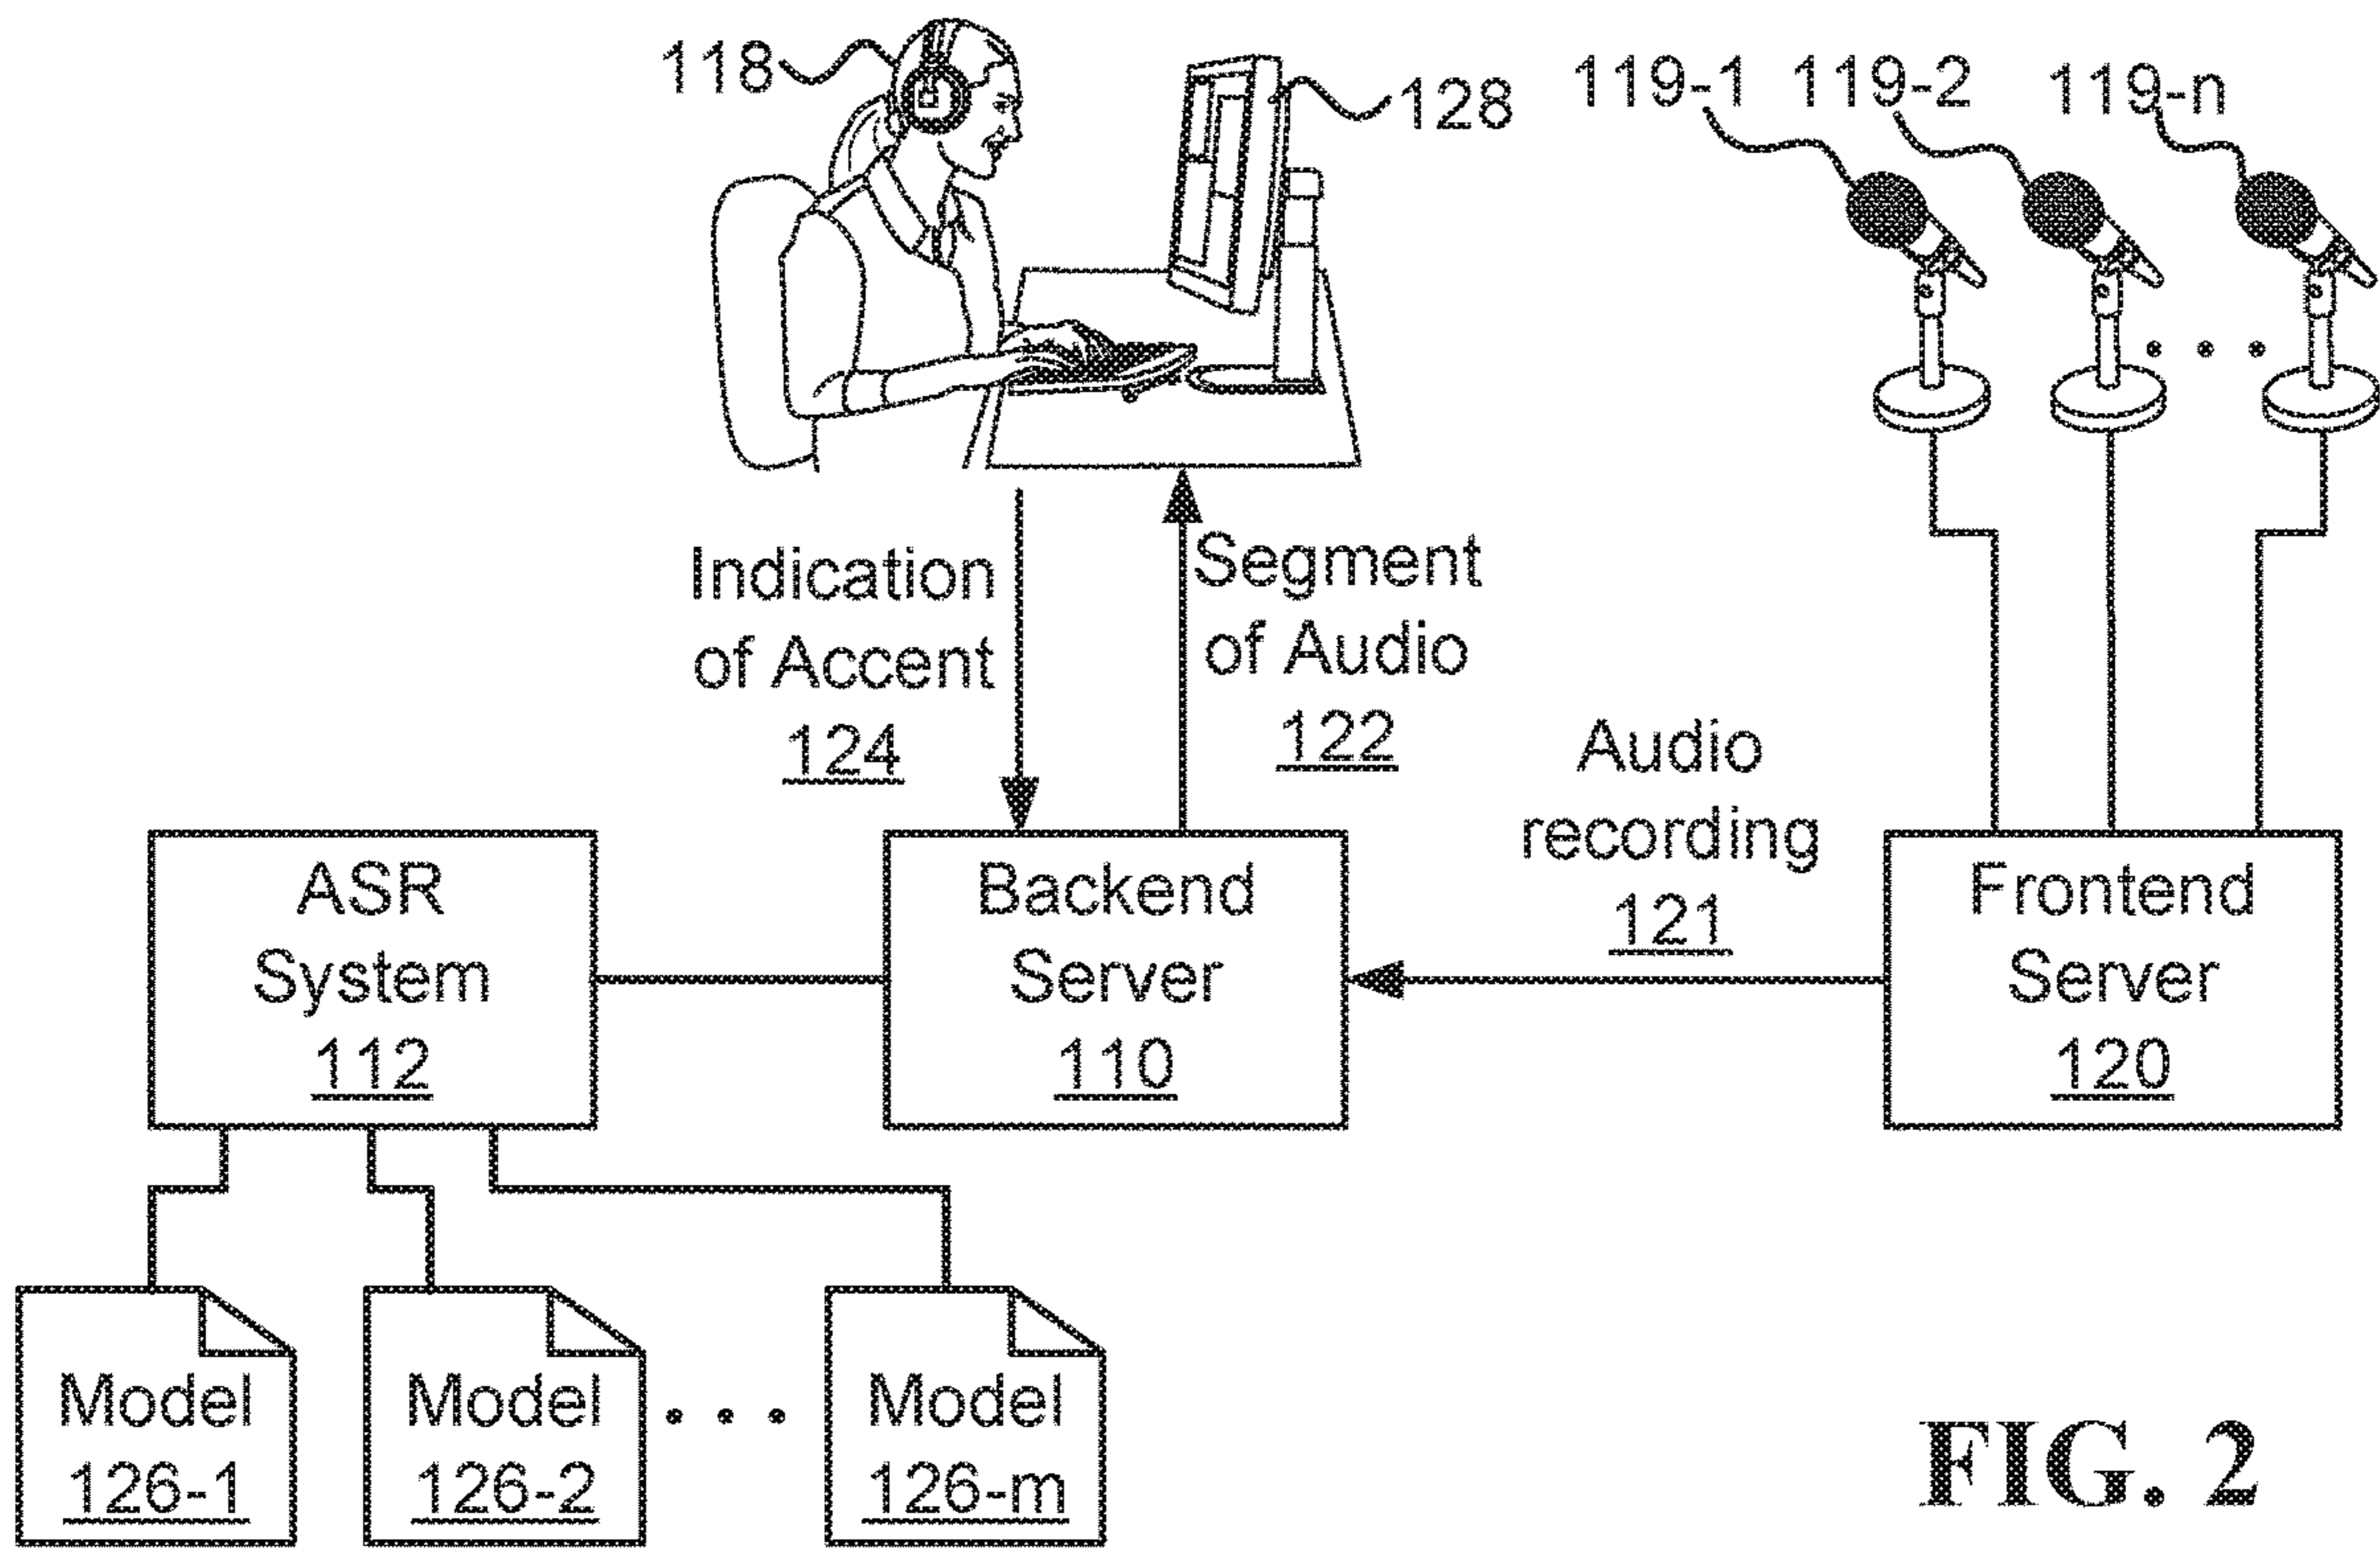 118
128
119-1
119-2
119-n
Indication
of Accent
124
Segment
of Audio
122
Audio
recording
121
ASR
System
112
Backend
Server
110
Frontend
Server
120
Model
126-1
Model
126-2
. . .
Model
126-m
FIG. 2